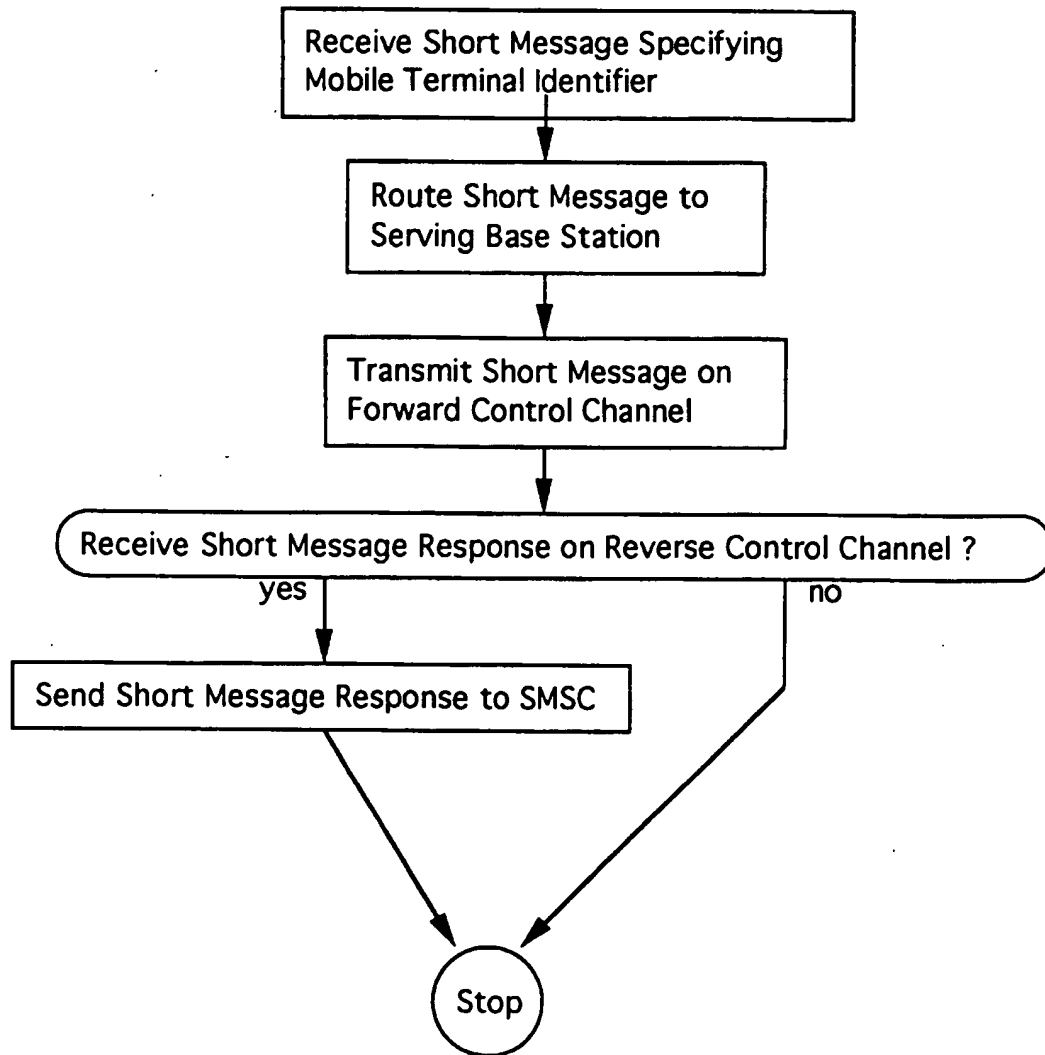 Receive Short Message Specifying
Mobile Terminal Identifier
Route Short Message to
Serving Base Station
Transmit Short Message on
Forward Control Channel
Receive Short Message Response on Reverse Control Channel ?
yes
no
Send Short Message Response to SMSC
Stop